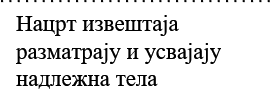 Нацрт извештаја
разматрају и усвајају
надлежна тела